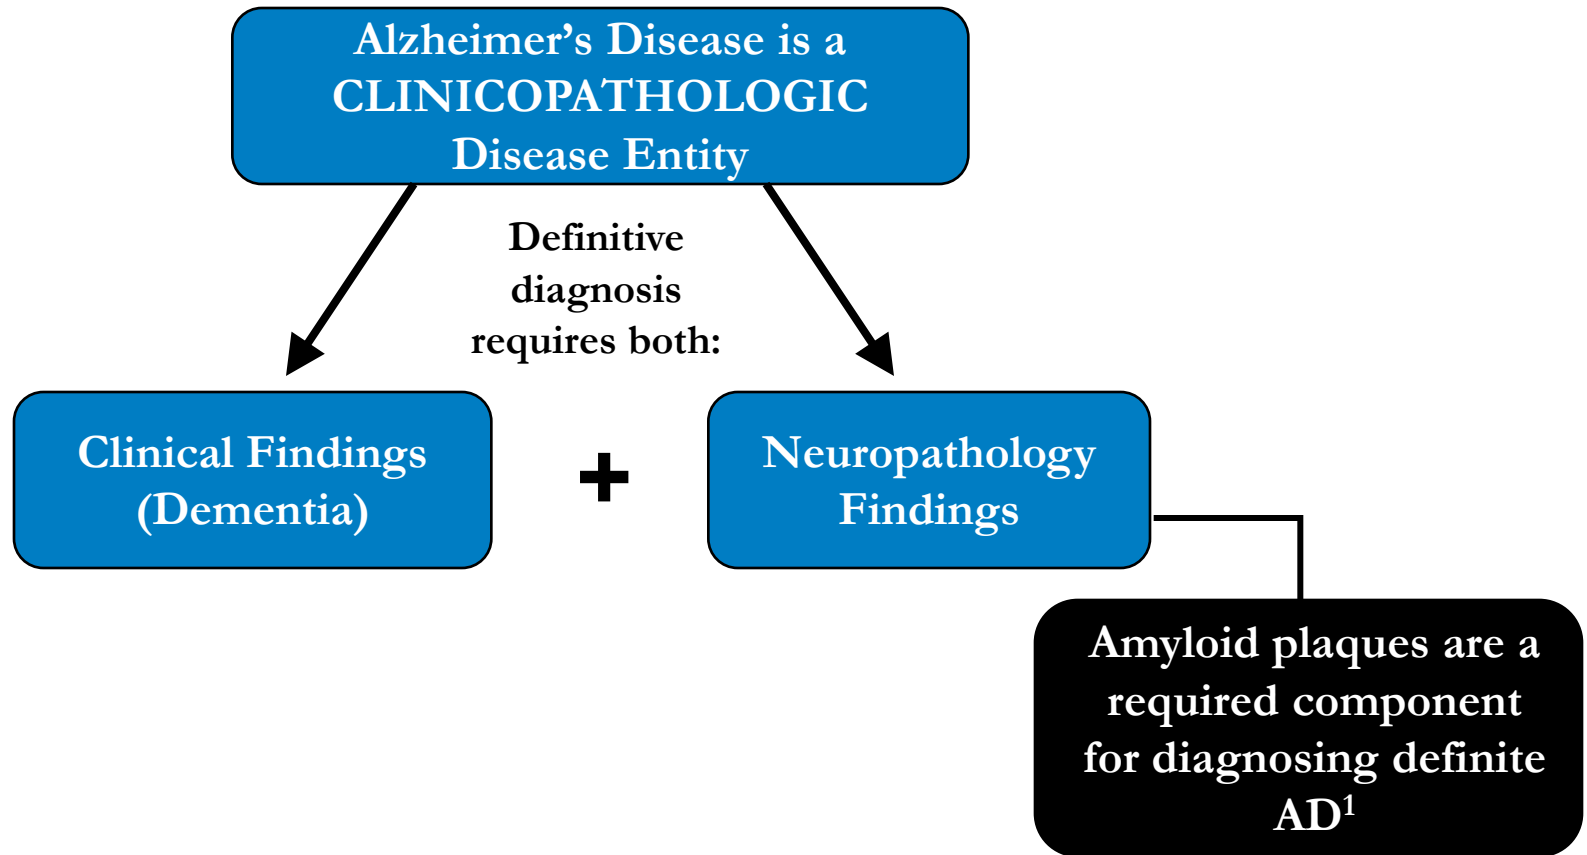 Alzheimer’s Disease is a
CLINICOPATHOLOGIC
Disease Entity
Definitive
diagnosis
requires both:
Clinical Findings
(Dementia)
+
Neuropathology
Findings
Amyloid plaques are a
required component
for diagnosing definite
AD¹